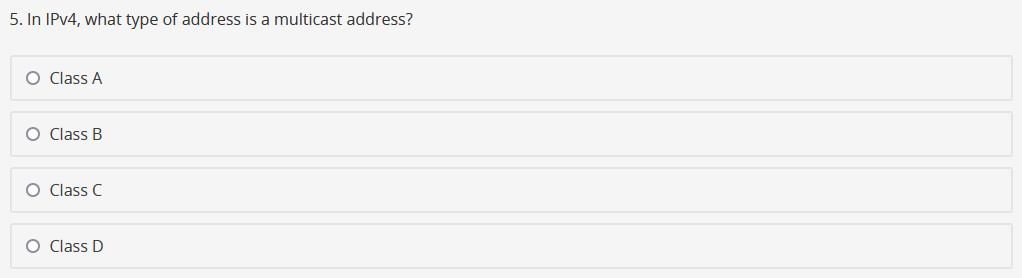 5. In IPv4, what type of address is a multicast address?
Class A
Class B
Class C
Class D